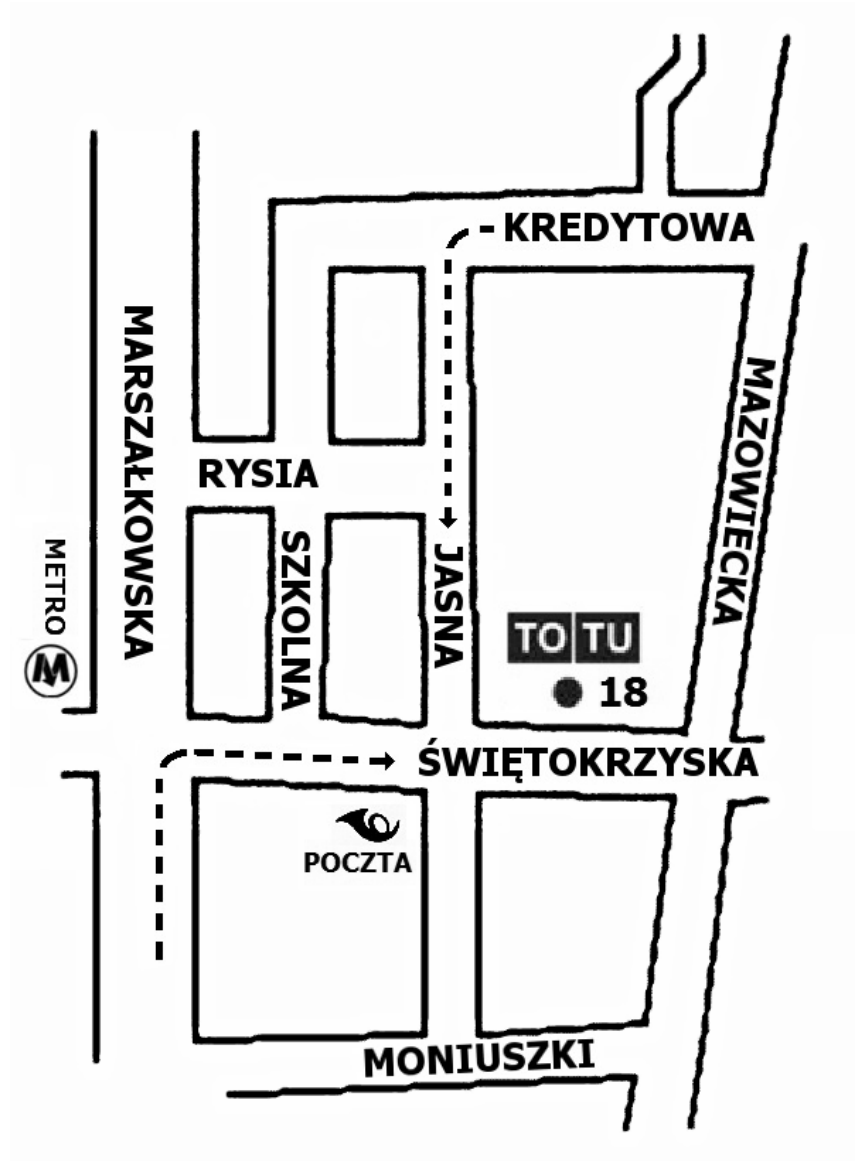 KREDYTOWA
MARSZAŁKOWSKA
MAZOWIECKA
RYSIA
METRO
M
SZKOLNA
JASNA
TO TU
18
ŚWIĘTOKRZYSKA
POCZTA
MONIUSZKI